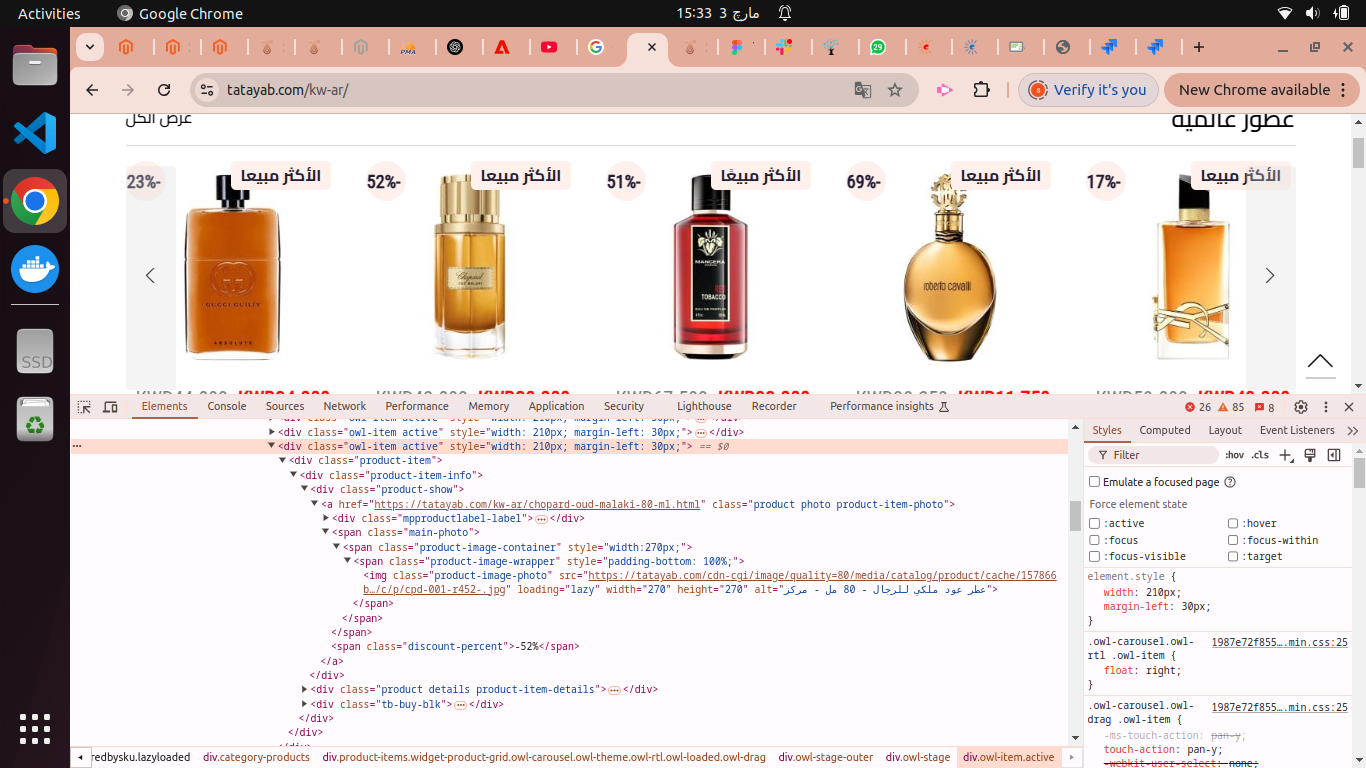 Activities
Google Chrome
15:33 3 مارچ
PMA
29
tatayab.com/kw-ar/
S
Verify it's you
New Chrome available
عطور عالمية
عرض الكل
23%-
الأكثر مبيعا
52%-
الأكثر مبيعا
51%-
الأكثر مبيعًا
69%-
الأكثر مبيعا
17%-
الأكثر مبيعا
GUCCI GUILTY
ABSOLUTE
Chopard
MANCERA
RED
TOBACCO
roberto cavalli
SSD
Elements
Console
Sources
Network
Performance
Memory
Application
Security
Lighthouse
Recorder
Performance insights
26
85
8
<div class="owl-item active" style="width: 210px; margin-left: 30px;"> … </div>
<div class="owl-item active" style="width: 210px; margin-left: 30px;"> … </div>
<div class="owl-item active" style="width: 210px; margin-left: 30px;"> == $0
<div class="product-item">
<div class="product-item-info">
<div class="product-show">
<a href="https://tatayab.com/kw-ar/chopard-oud-malaki-80-ml.html" class="product photo product-item-photo">
<div class="mpproductlabel-label"> … </div>
<span class="main-photo">
<span class="product-image-container" style="width:270px;">
<span class="product-image-wrapper" style="padding-bottom: 100%;">
<img class="product-image-photo" src="https://tatayab.com/cdn-cgi/image/quality=80/media/catalog/product/cache/157866
b…/c/p/cpd-001-r452-.jpg" loading="lazy" width="270" height="270" alt="عطر عود ملكي للرجال - 80 مل - مركز">
</span>
</span>
</span>
<span class="discount-percent">-52%</span>
</a>
</div>
<div class="product details product-item-details"> … </div>
<div class="tb-buy-blk"> … </div>
</div>
</div>
redbysku.lazyloaded
div.category-products
div.product-items.widget-product-grid.owl-carousel.owl-theme.owl-rtl.owl-loaded.owl-drag
div.owl-stage-outer
div.owl-stage
div.owl-item.active
Styles
Computed
Layout
Event Listeners
Filter
:hov
.cls
Emulate a focused page
Force element state
:active
:hover
:focus
:focus-within
:focus-visible
:target
element.style {
width: 210px;
margin-left: 30px;
}
.owl-carousel.owl-
1987e72f855….min.css:25
rtl .owl-item {
float: right;
}
.owl-carousel.owl-
1987e72f855….min.css:25
drag .owl-item {
-ms-touch-action: pan-y;
touch-action: pan-y;
-webkit-user-select: none;